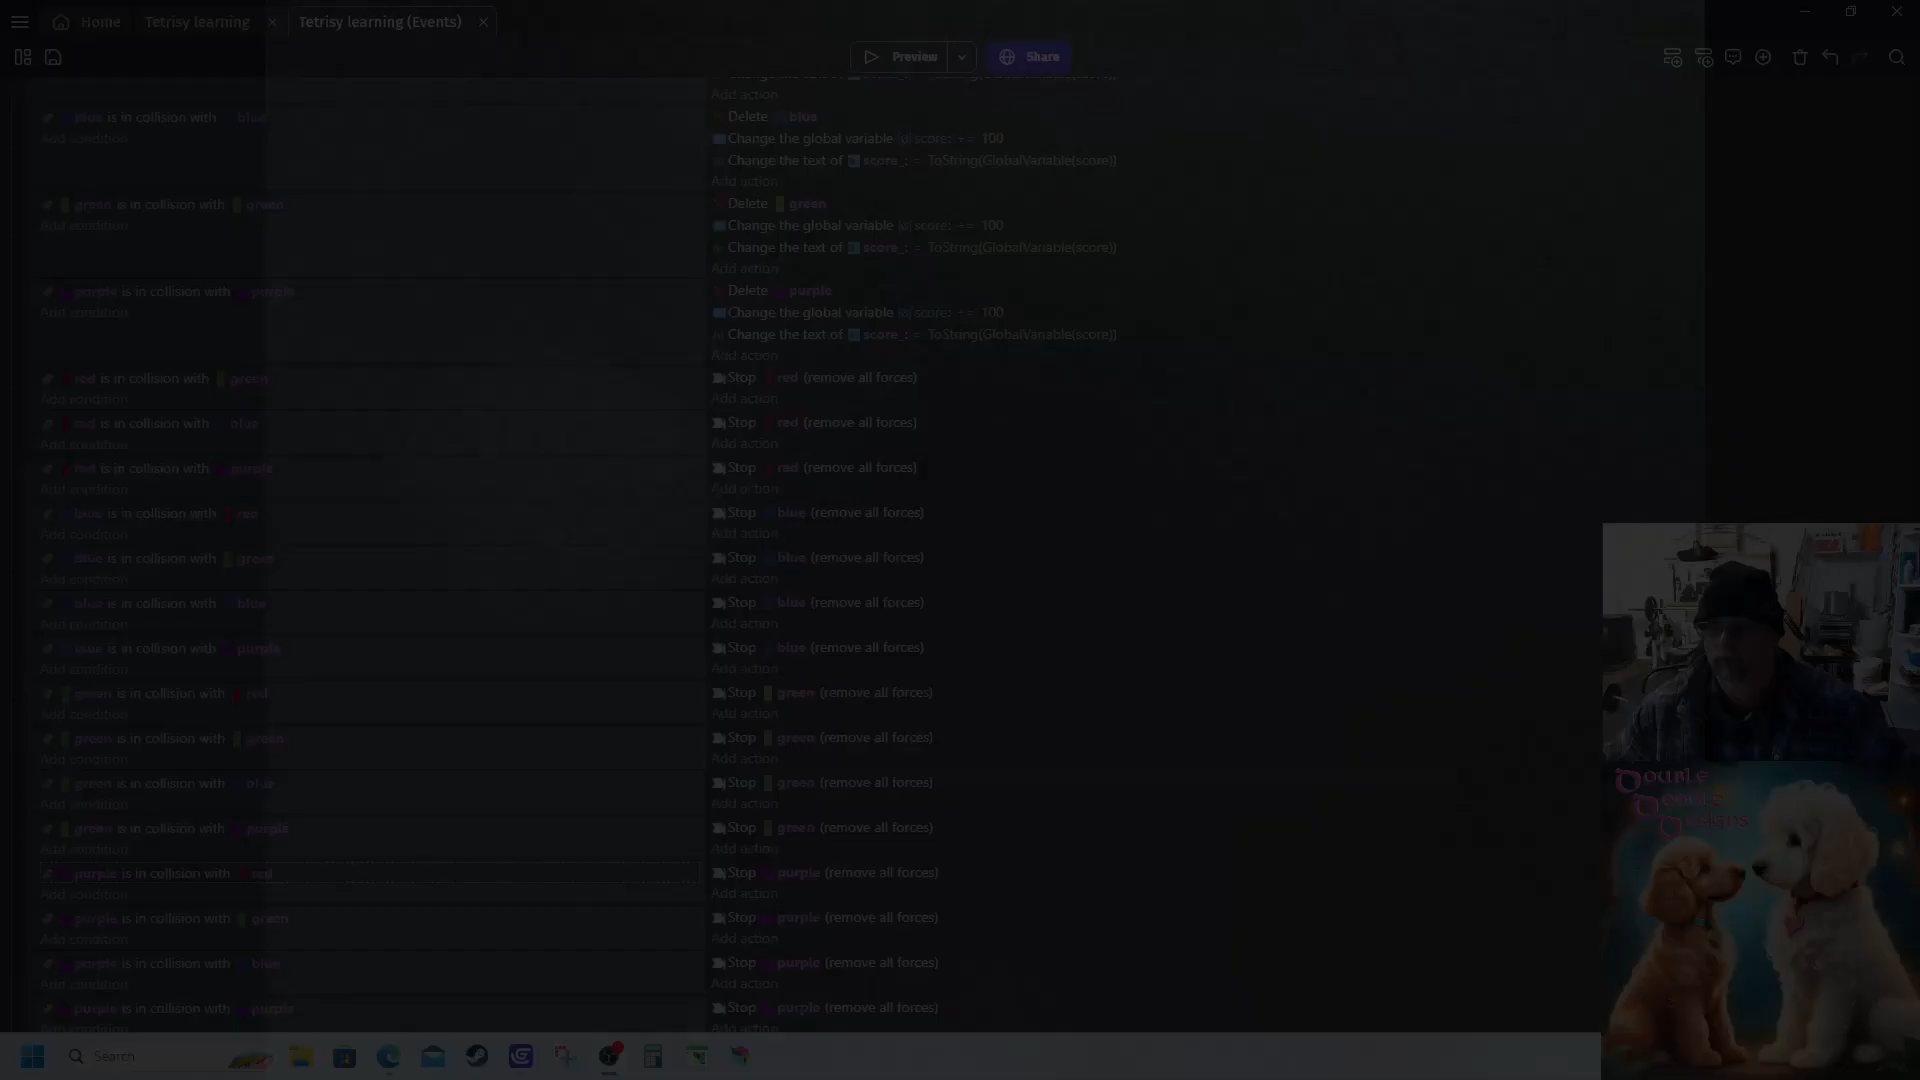 Home
Tetrisy learning
Tetrisy learning (Events)
Preview
Share
Add action
blue is in collision with blue
Delete blue
Add condition
Change the global variable score: += 100
Change the text of score_: = ToString(GlobalVariable(score))
Add action
green is in collision with green
Delete green
Add condition
Change the global variable score: += 100
Change the text of score_: = ToString(GlobalVariable(score))
Add action
purple is in collision with purple
Delete purple
Add condition
Change the global variable score: += 100
Change the text of score_: = ToString(GlobalVariable(score))
Add action
red is in collision with green
Stop red (remove all forces)
Add condition
Add action
red is in collision with blue
Stop red (remove all forces)
Add condition
Add action
red is in collision with purple
Stop red (remove all forces)
Add condition
Add action
blue is in collision with red
Stop blue (remove all forces)
Add condition
Add action
blue is in collision with green
Stop blue (remove all forces)
Add condition
Add action
blue is in collision with blue
Stop blue (remove all forces)
Add condition
Add action
blue is in collision with purple
Stop blue (remove all forces)
Add condition
Add action
green is in collision with red
Stop green (remove all forces)
Add condition
Add action
green is in collision with green
Stop green (remove all forces)
Add condition
Add action
green is in collision with blue
Stop green (remove all forces)
Add condition
Add action
green is in collision with purple
Stop green (remove all forces)
Add condition
Add action
purple is in collision with red
Stop purple (remove all forces)
Add condition
Add action
purple is in collision with green
Stop purple (remove all forces)
Add condition
Add action
purple is in collision with blue
Stop purple (remove all forces)
Add condition
Add action
purple is in collision with purple
Stop purple (remove all forces)
Add condition
Add action
Search
Double
Doodle